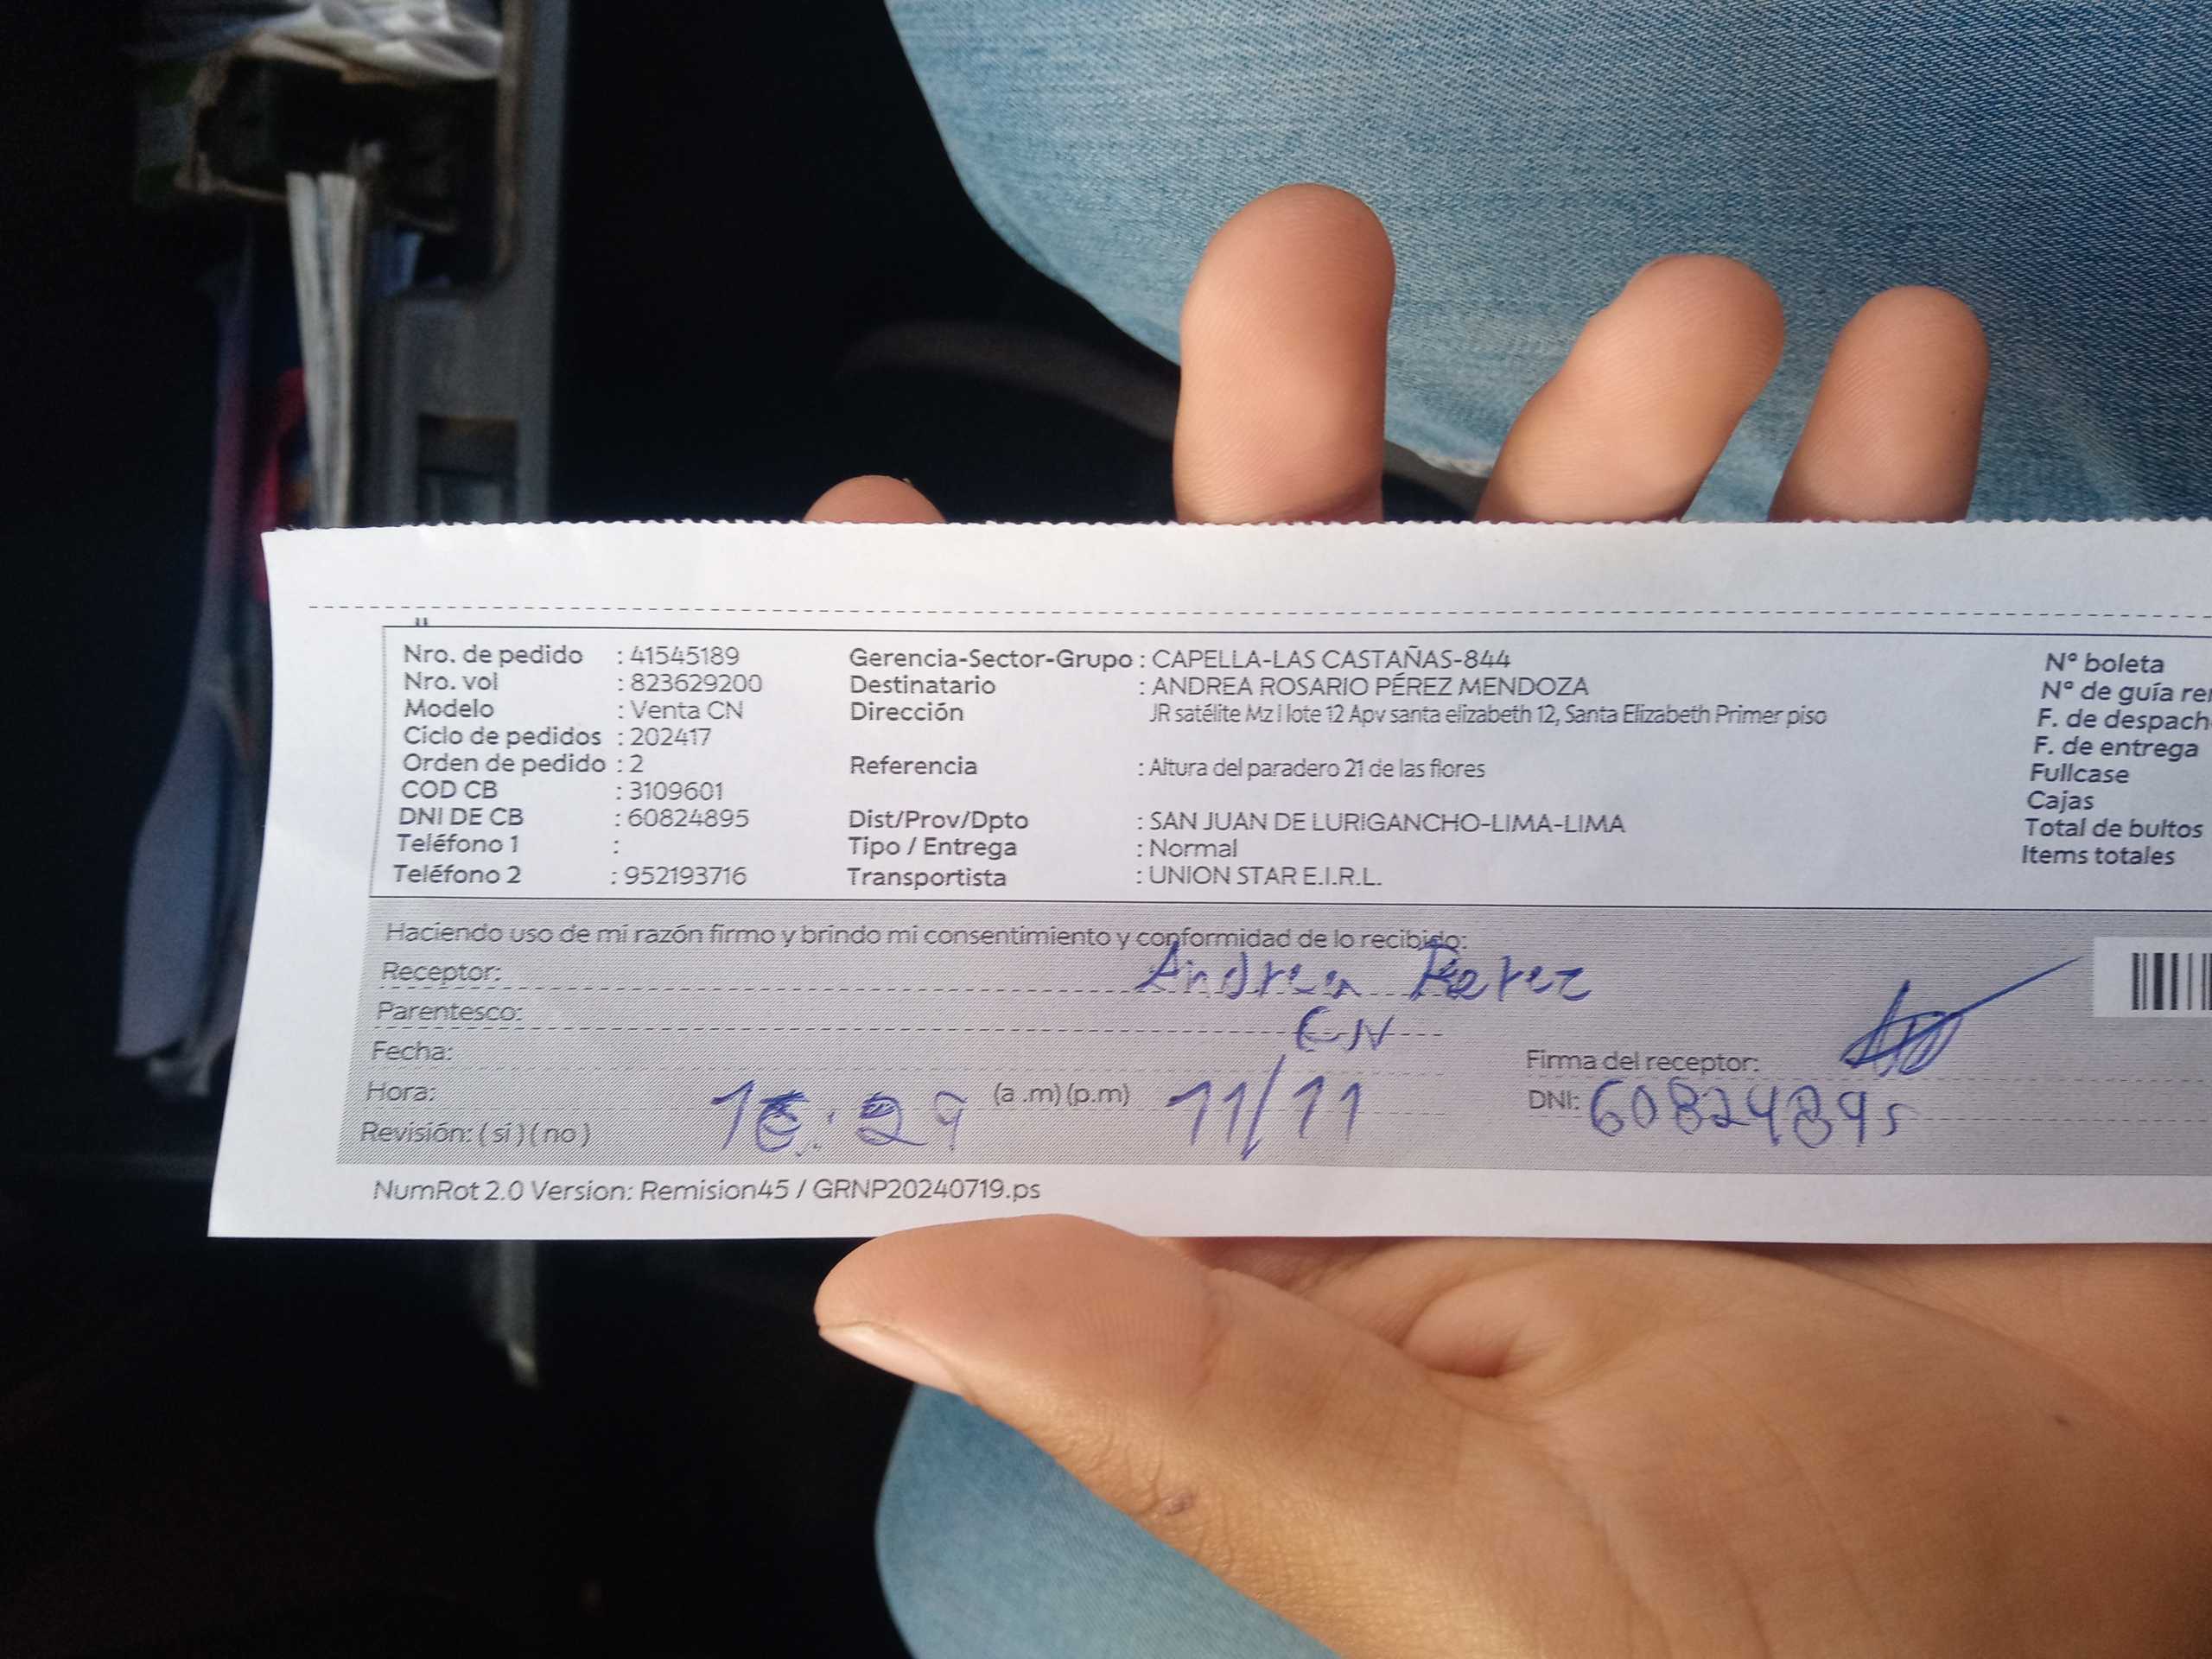 Nro. de pedido : 41545189 Gerencia-Sector-Grupo : CAPELLA-LAS CASTAÑAS-844 N° boleta
Nro. vol : 823629200 Destinatario : ANDREA ROSARIO PÉREZ MENDOZA N° de guía
Modelo : Venta CN Dirección JR satélite Mz I lote 12 Apv santa elizabeth 12, Santa Elizabeth Primer piso F. de despach
Ciclo de pedidos : 202417 F. de entrega
Orden de pedido : 2 Referencia : Altura del paradero 21 de las flores Fullcase
COD CB : 3109601 Cajas
DNI DE CB : 60824895 Dist/Prov/Dpto : SAN JUAN DE LURIGANCHO-LIMA-LIMA Total de bultos
Teléfono 1 : Tipo / Entrega : Normal Items totales
Teléfono 2 : 952193716 Transportista : UNION STAR E.I.R.L.
Haciendo uso de mi razón firmo y brindo mi consentimiento y conformidad de lo recibido:
Receptor: Andrea Perez
Parentesco: CN
Fecha: Firma del receptor:
Hora: (a .m) (p.m) 11/11 DNI: 60824895
Revisión: ( si ) ( no )
NumRot 2.0 Version: Remision45 / GRNP20240719.ps